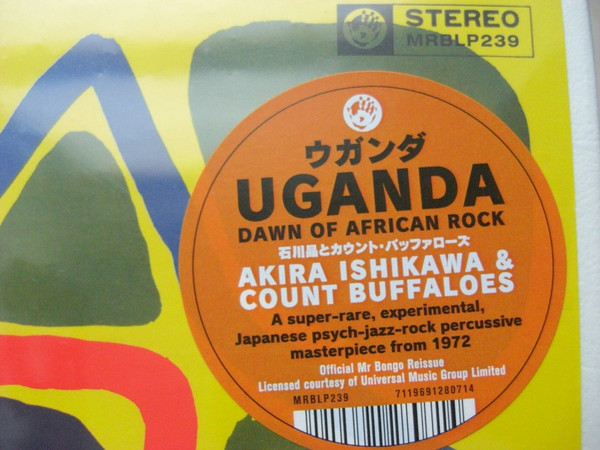 STEREO
MRBLP239
ウガンダ
UGANDA
DAWN OF AFRICAN ROCK
石川晶とカウント・バッファローズ
AKIRA ISHIKAWA &
COUNT BUFFALOES
A super-rare, experimental,
Japanese psych-jazz-rock percussive
masterpiece from 1972
Official Mr Bongo Reissue
Licensed courtesy of Universal Music Group Limited
MRBLP239 7119691280714